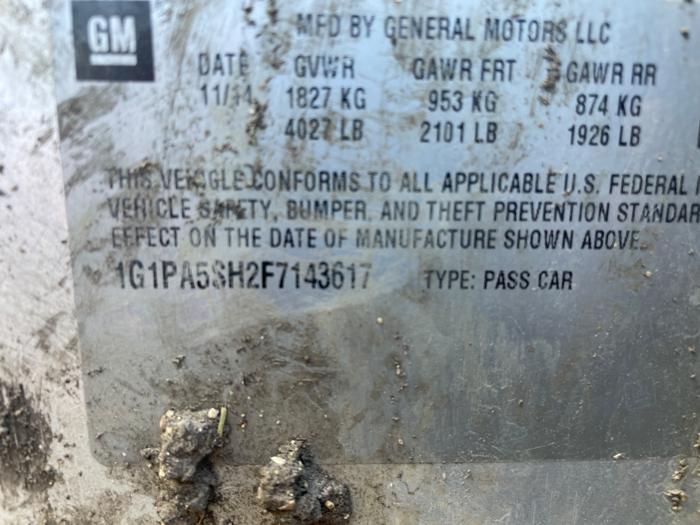 GM
MFD BY GENERAL MOTORS LLC
DATE GVWR GAWR FRT GAWR RR
11/14 1827 KG 953 KG 874 KG
4027 LB 2101 LB 1926 LB
THIS VEHICLE CONFORMS TO ALL APPLICABLE U.S. FEDERAL
VEHICLE SAFETY, BUMPER, AND THEFT PREVENTION STANDAR
EFFECT ON THE DATE OF MANUFACTURE SHOWN ABOVE.
1G1PA5SH2F7143617 TYPE: PASS CAR